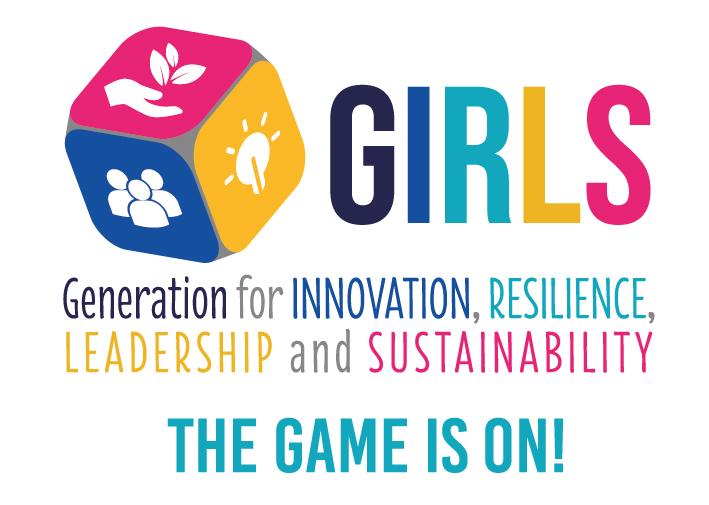 GIRLS
Generation for INNOVATION, RESILIENCE,
LEADERSHIP and SUSTAINABILITY
THE GAME IS ON!